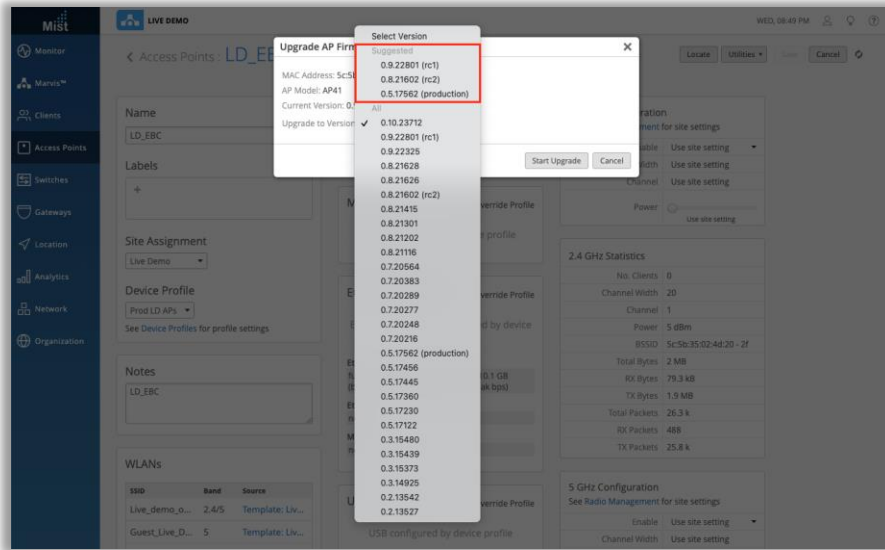 Mist
LIVE DEMO
WED, 08:49 PM
Monitor
Marvis™
Clients
Access Points
Switches
Gateways
Location
Analytics
Network
Organization
Access Points : LD_EB
Locate
Utilities
Save
Cancel
Upgrade AP Firm
MAC Address: 5c:5b
AP Model: AP41
Current Version: 0.
Upgrade to Version
Start Upgrade
Cancel
Select Version
Suggested
0.9.22801 (rc1)
0.8.21602 (rc2)
0.5.17562 (production)
All
✓ 0.10.23712
0.9.22801 (rc1)
0.9.22325
0.8.21628
0.8.21626
0.8.21602 (rc2)
0.8.21415
0.8.21301
0.8.21202
0.8.21116
0.7.20564
0.7.20383
0.7.20289
0.7.20277
0.7.20248
0.7.20216
0.5.17562 (production)
0.5.17456
0.5.17445
0.5.17360
0.5.17230
0.5.17122
0.3.15480
0.3.15439
0.3.15373
0.3.14925
0.2.13542
0.2.13527
Name
LD_EBC
Labels
+
Site Assignment
Live Demo
Device Profile
Prod LD APs
See Device Profiles for profile settings
Notes
LD_EBC
WLANs
SSID Band Source
Live_demo_o... 2.4/5 Template: Liv...
Guest_Live_D... 5 Template: Liv...
verride Profile
profile
verride Profile
d by device
0.1 GB
ak bps)
verride Profile
USB configured by device profile
ration
ment for site settings
able Use site setting
Width Use site setting
Channel Use site setting
Power
Use site setting
2.4 GHz Statistics
No. Clients 0
Channel Width 20
Channel 1
Power 5 dBm
BSSID 5c:5b:35:02:4d:20 - 2f
Total Bytes 2 MB
RX Bytes 79.3 kB
TX Bytes 1.9 MB
Total Packets 26.3 k
RX Packets 488
TX Packets 25.8 k
5 GHz Configuration
See Radio Management for site settings
Enable Use site setting
Channel Width Use site setting